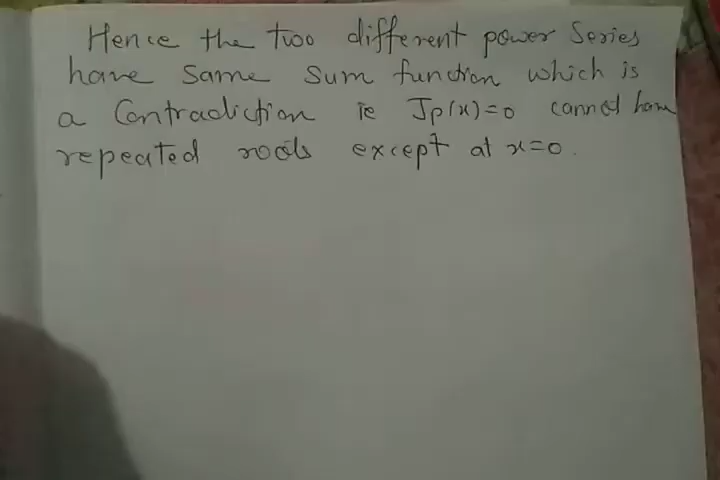 Hence the two different power Series
have same sum function which is
a Contradiction ie Jp(x)=0 cannot have
repeated roots except at x=0.